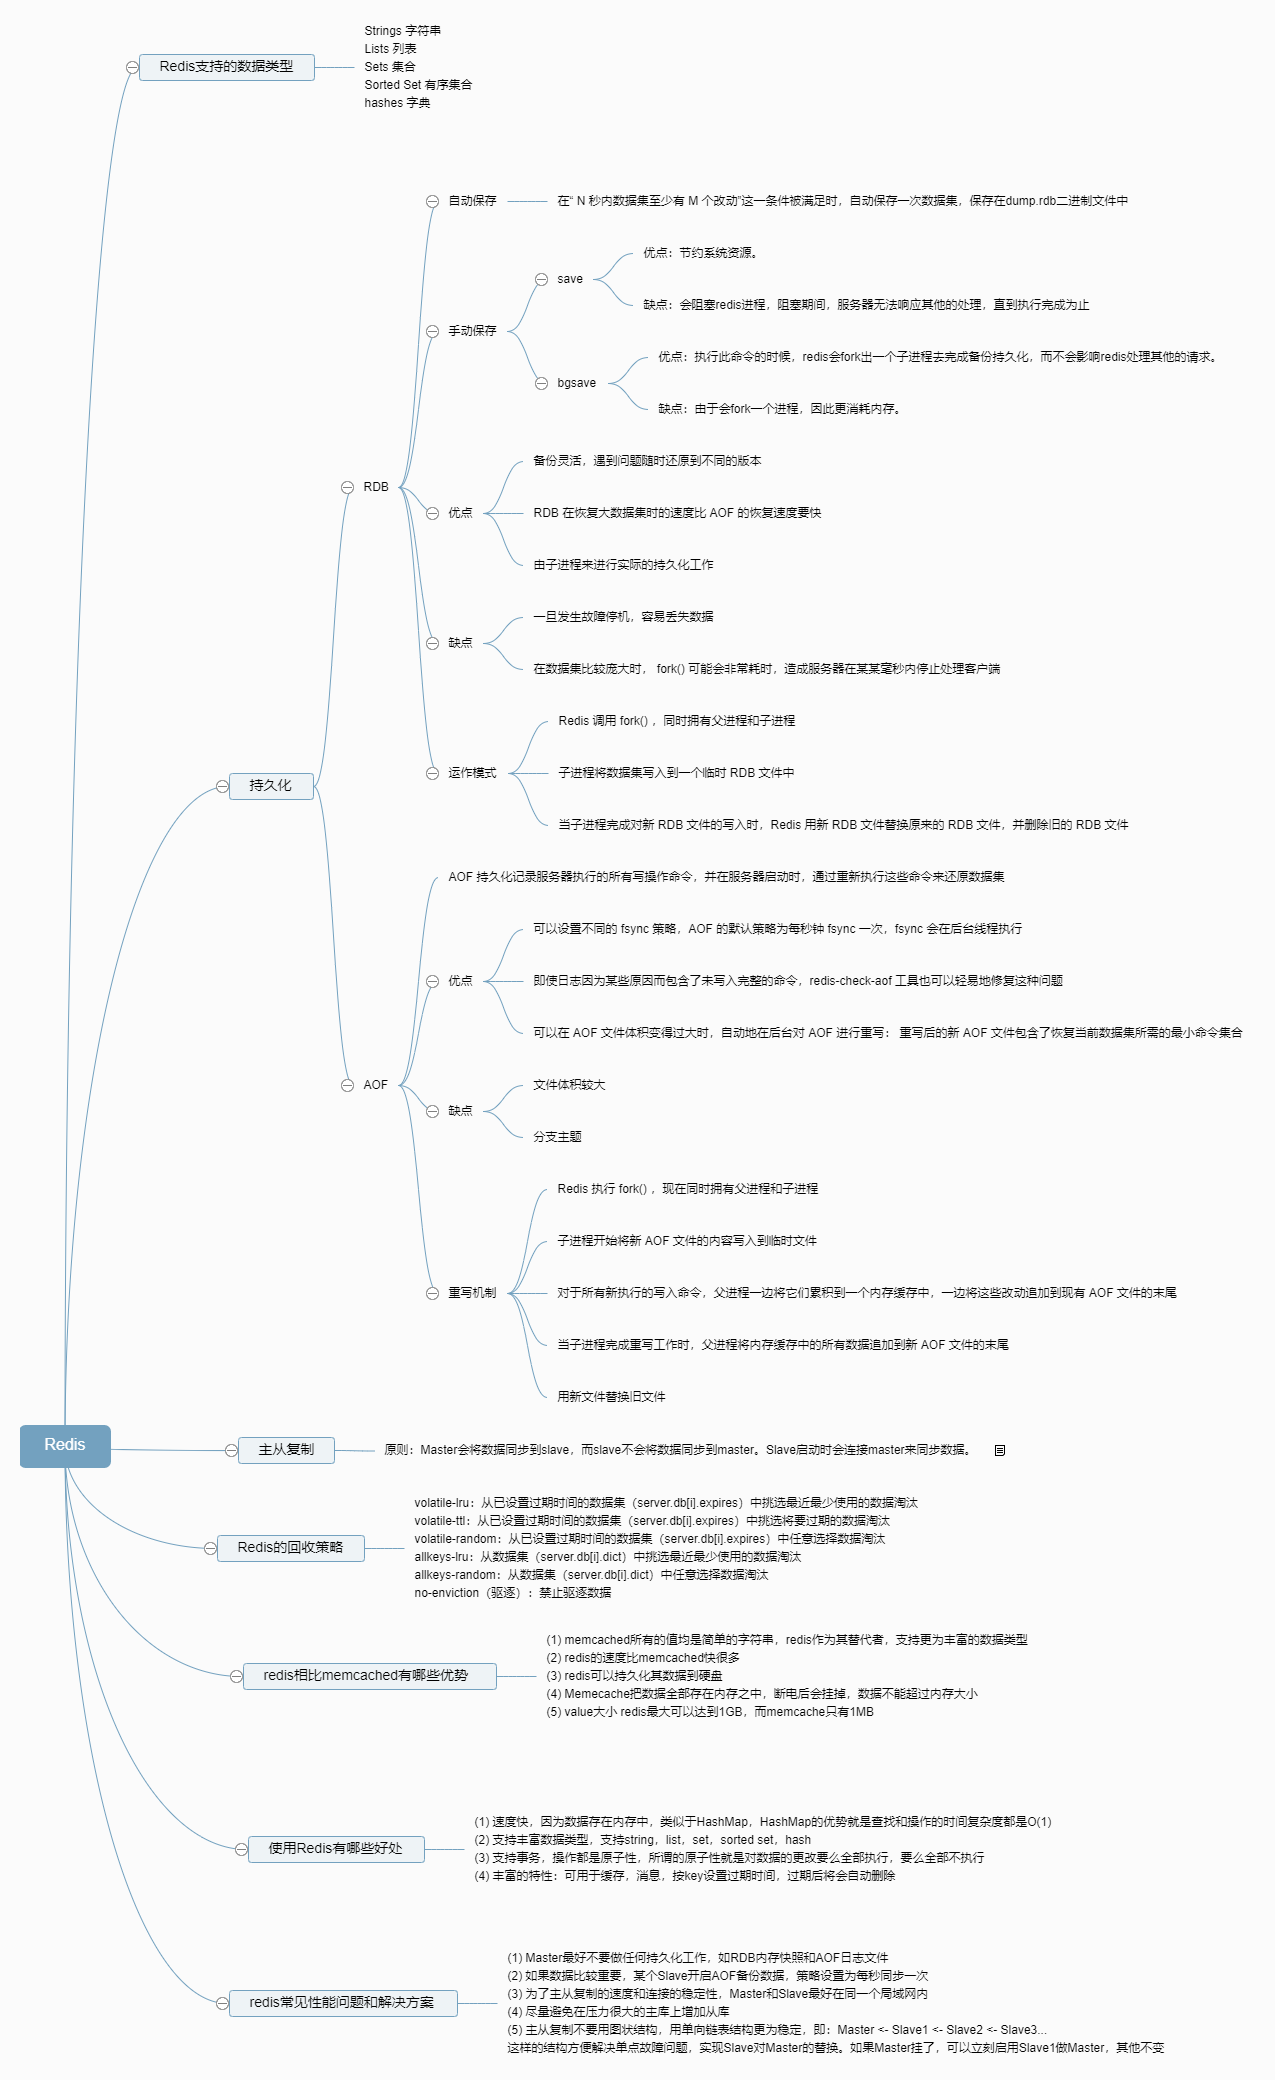 Redis
Redis支持的数据类型
Strings 字符串
Lists 列表
Sets 集合
Sorted Set 有序集合
hashes 字典
持久化
RDB
自动保存
在“ N 秒内数据集至少有 M 个改动”这一条件被满足时，自动保存一次数据集，保存在dump.rdb二进制文件中
手动保存
save
优点：节约系统资源。
缺点：会阻塞redis进程，阻塞期间，服务器无法响应其他的处理，直到执行完成为止
bgsave
优点：执行此命令的时候，redis会fork出一个子进程去完成备份持久化，而不会影响redis处理其他的请求。
缺点：由于会fork一个进程，因此更消耗内存。
优点
备份灵活，遇到问题随时还原到不同的版本
RDB 在恢复大数据集时的速度比 AOF 的恢复速度要快
由子进程来进行实际的持久化工作
缺点
一旦发生故障停机，容易丢失数据
在数据集比较庞大时， fork() 可能会非常耗时，造成服务器在某某毫秒内停止处理客户端
运作模式
Redis 调用 fork() ，同时拥有父进程和子进程
子进程将数据集写入到一个临时 RDB 文件中
当子进程完成对新 RDB 文件的写入时，Redis 用新 RDB 文件替换原来的 RDB 文件，并删除旧的 RDB 文件
AOF
AOF 持久化记录服务器执行的所有写操作命令，并在服务器启动时，通过重新执行这些命令来还原数据集
优点
可以设置不同的 fsync 策略，AOF 的默认策略为每秒钟 fsync 一次，fsync 会在后台线程执行
即使日志因为某些原因而包含了未写入完整的命令，redis-check-aof 工具也可以轻易地修复这种问题
可以在 AOF 文件体积变得过大时，自动地在后台对 AOF 进行重写： 重写后的新 AOF 文件包含了恢复当前数据集所需的最小命令集合
缺点
文件体积较大
分支主题
重写机制
Redis 执行 fork() ，现在同时拥有父进程和子进程
子进程开始将新 AOF 文件的内容写入到临时文件
对于所有新执行的写入命令，父进程一边将它们累积到一个内存缓存中，一边将这些改动追加到现有 AOF 文件的末尾
当子进程完成重写工作时，父进程将内存缓存中的所有数据追加到新 AOF 文件的末尾
用新文件替换旧文件
主从复制
原则：Master会将数据同步到slave，而slave不会将数据同步到master。Slave启动时会连接master来同步数据。
Redis的回收策略
volatile-lru：从已设置过期时间的数据集（server.db[i].expires）中挑选最近最少使用的数据淘汰
volatile-ttl：从已设置过期时间的数据集（server.db[i].expires）中挑选将要过期的数据淘汰
volatile-random：从已设置过期时间的数据集（server.db[i].expires）中任意选择数据淘汰
allkeys-lru：从数据集（server.db[i].dict）中挑选最近最少使用的数据淘汰
allkeys-random：从数据集（server.db[i].dict）中任意选择数据淘汰
no-enviction（驱逐）：禁止驱逐数据
redis相比memcached有哪些优势
(1) memcached所有的值均是简单的字符串，redis作为其替代者，支持更为丰富的数据类型
(2) redis的速度比memcached快很多
(3) redis可以持久化其数据到硬盘
(4) Memecache把数据全部存在内存之中，断电后会挂掉，数据不能超过内存大小
(5) value大小 redis最大可以达到1GB，而memcache只有1MB
使用Redis有哪些好处
(1) 速度快，因为数据存在内存中，类似于HashMap，HashMap的优势就是查找和操作的时间复杂度都是O(1)
(2) 支持丰富数据类型，支持string，list，set，sorted set，hash
(3) 支持事务，操作都是原子性，所谓的原子性就是对数据的更改要么全部执行，要么全部不执行
(4) 丰富的特性：可用于缓存，消息，按key设置过期时间，过期后将会自动删除
redis常见性能问题和解决方案
(1) Master最好不要做任何持久化工作，如RDB内存快照和AOF日志文件
(2) 如果数据比较重要，某个Slave开启AOF备份数据，策略设置为每秒同步一次
(3) 为了主从复制的速度和连接的稳定性，Master和Slave最好在同一个局域网内
(4) 尽量避免在压力很大的主库上增加从库
(5) 主从复制不要用图状结构，用单向链表结构更为稳定，即：Master <- Slave1 <- Slave2 <- Slave3...
这样的结构方便解决单点故障问题，实现Slave对Master的替换。如果Master挂了，可以立刻启用Slave1做Master，其他不变